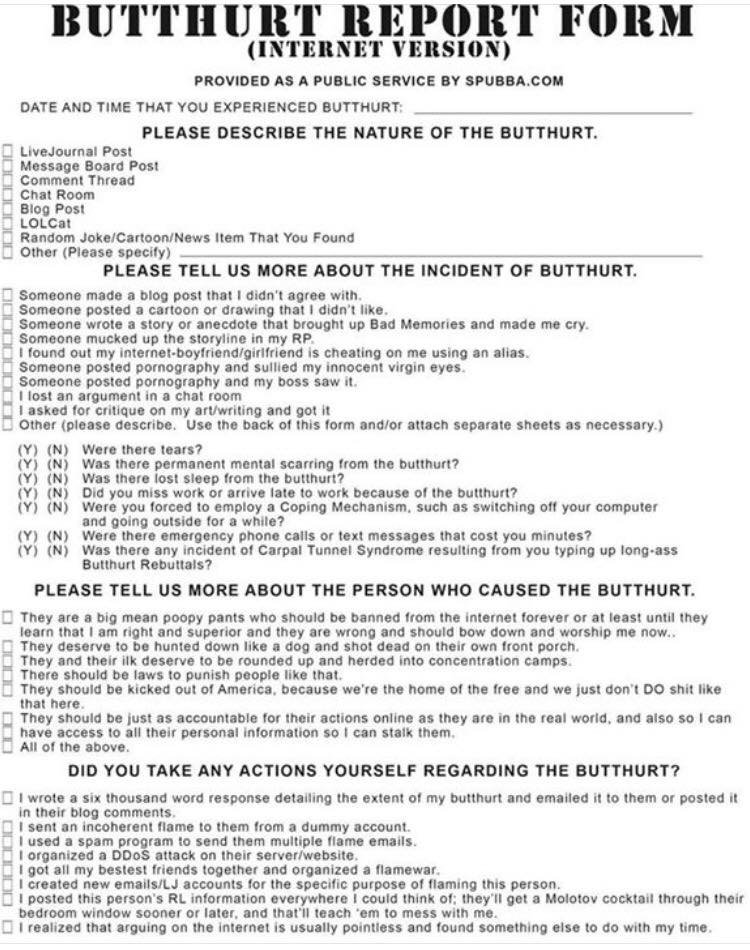 BUTTHURT REPORT FORM
(INTERNET VERSION)
PROVIDED AS A PUBLIC SERVICE BY SPUBBA.COM
DATE AND TIME THAT YOU EXPERIENCED BUTTHURT:
PLEASE DESCRIBE THE NATURE OF THE BUTTHURT.
LiveJournal Post
Message Board Post
Comment Thread
Chat Room
Blog Post
LOLCat
Random Joke/Cartoon/News Item That You Found
Other (Please specify)
PLEASE TELL US MORE ABOUT THE INCIDENT OF BUTTHURT.
Someone made a blog post that I didn't agree with.
Someone posted a cartoon or drawing that I didn't like.
Someone wrote a story or anecdote that brought up Bad Memories and made me cry.
Someone mucked up the storyline in my RP.
I found out my internet-boyfriend/girlfriend is cheating on me using an alias.
Someone posted pornography and sullied my innocent virgin eyes.
Someone posted pornography and my boss saw it.
I lost an argument in a chat room
I asked for critique on my art/writing and got it
Other (please describe. Use the back of this form and/or attach separate sheets as necessary.)
(Y) (N) Were there tears?
(Y) (N) Was there permanent mental scarring from the butthurt?
(Y) (N) Was there lost sleep from the butthurt?
(Y) (N) Did you miss work or arrive late to work because of the butthurt?
(Y) (N) Were you forced to employ a Coping Mechanism, such as switching off your computer
and going outside for a while?
(Y) (N) Were there emergency phone calls or text messages that cost you minutes?
(Y) (N) Was there any incident of Carpal Tunnel Syndrome resulting from you typing up long-ass
Butthurt Rebuttals?
PLEASE TELL US MORE ABOUT THE PERSON WHO CAUSED THE BUTTHURT.
They are a big mean poopy pants who should be banned from the internet forever or at least until they
learn that I am right and superior and they are wrong and should bow down and worship me now..
They deserve to be hunted down like a dog and shot dead on their own front porch.
They and their ilk deserve to be rounded up and herded into concentration camps.
There should be laws to punish people like that.
They should be kicked out of America, because we're the home of the free and we just don't DO shit like
that here.
They should be just as accountable for their actions online as they are in the real world, and also so I can
have access to all their personal information so I can stalk them.
All of the above.
DID YOU TAKE ANY ACTIONS YOURSELF REGARDING THE BUTTHURT?
I wrote a six thousand word response detailing the extent of my butthurt and emailed it to them or posted it
in their blog comments.
I sent an incoherent flame to them from a dummy account.
I used a spam program to send them multiple flame emails.
I organized a DDoS attack on their server/website.
I got all my bestest friends together and organized a flamewar.
I created new emails/LJ accounts for the specific purpose of flaming this person.
I posted this person's RL information everywhere I could think of; they'll get a Molotov cocktail through their
bedroom window sooner or later, and that'll teach 'em to mess with me.
I realized that arguing on the internet is usually pointless and found something else to do with my time.